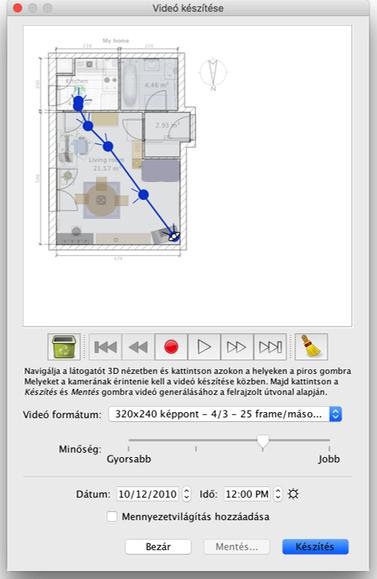 Videó készítése
My home
Kitchen
4.46 m²
2.93 m²
Living room
21.57 m²
N
Navigálja a látogatót 3D nézetben és kattintson azokon a helyeken a piros gombra
Melyeket a kamerának érintenie kell a videó készítése közben. Majd kattintson a
Készítés és Mentés gombra videó generálásához a felrajzolt útvonal alapján.
Videó formátum: 320x240 képpont – 4/3 – 25 frame/máso...
Minőség:
Gyorsabb Jobb
Dátum: 10/12/2010 Idő: 12:00 PM
Mennyezetvilágítás hozzáadása
Bezár Mentés... Készítés